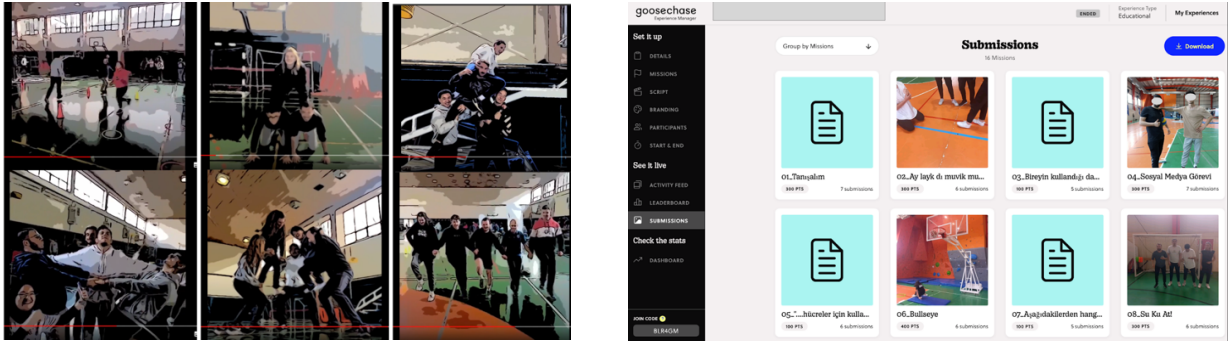 goosechase
Experience Manager
ENDED
Experience Type
Educational
My Experiences
Set it up
DETAILS
MISSIONS
SCRIPT
BRANDING
PARTICIPANTS
START & END
See it live
ACTIVITY FEED
LEADERBOARD
SUBMISSIONS
Check the stats
DASHBOARD
JOIN CODE
BLR4GM
Group by Missions
Submissions
16 Missions
Download
01_Tanışalım
300 PTS
7 submissions
02_Ay layk dı muvik mu...
300 PTS
6 submissions
03_Bireyin kullandığı da...
100 PTS
5 submissions
04_Sosyal Medya Görevi
300 PTS
7 submissions
05_"....hücreler için kulla...
100 PTS
6 submissions
06_Bullseye
400 PTS
6 submissions
07_Aşağıdakilerden hang...
100 PTS
6 submissions
08_Su Ku At!
300 PTS
6 submissions